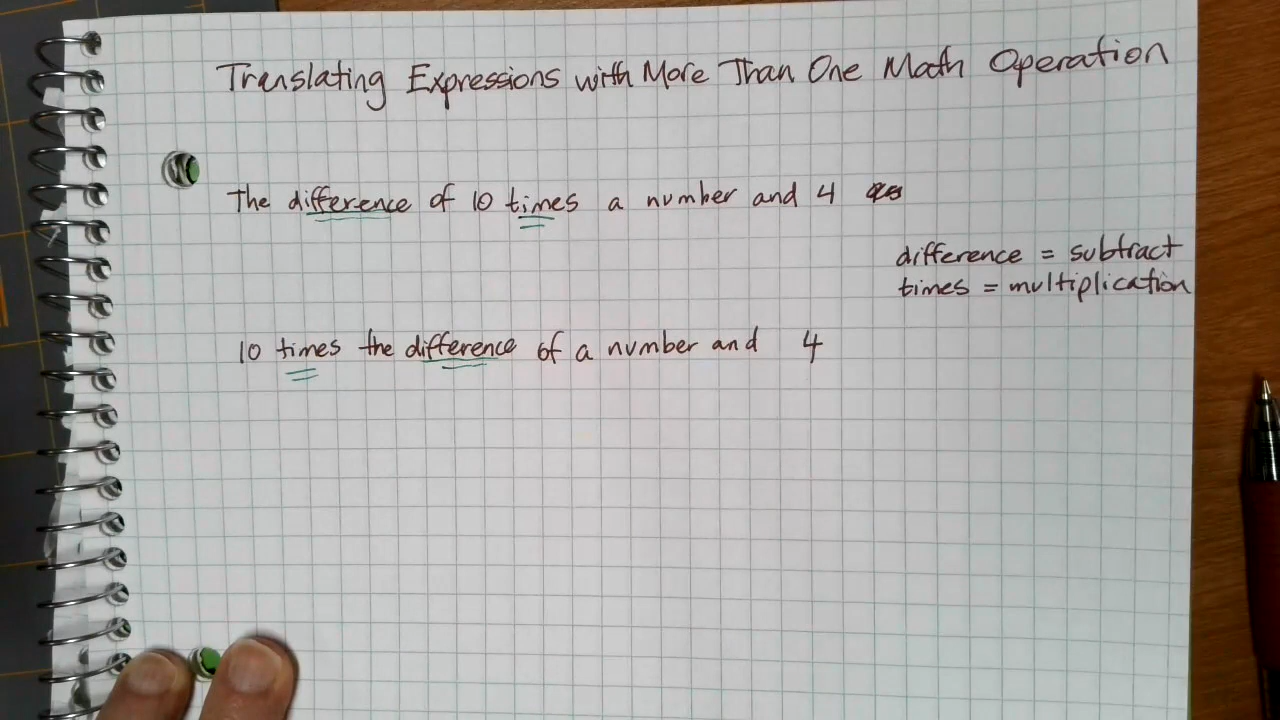 Translating Expressions with More Than One Math Operation
The difference of 10 times a number and 4
difference = subtract
times = multiplication
10 times the difference of a number and 4